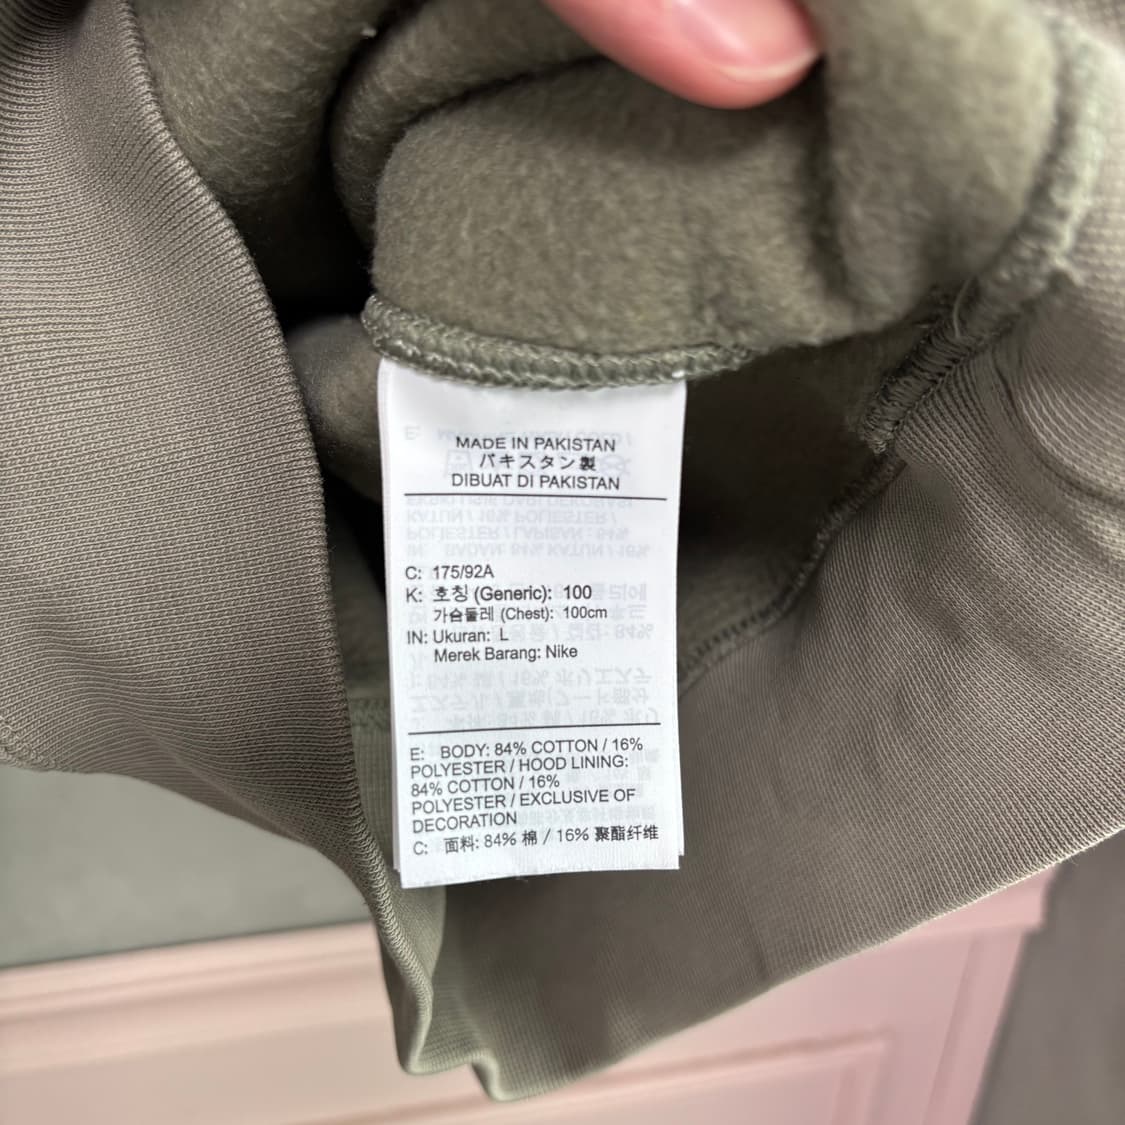 MADE IN PAKISTAN
パキスタン製
DIBUAT DI PAKISTAN
C: 175/92A
K: 호칭 (Generic): 100
가슴둘레 (Chest): 100cm
IN: Ukuran: L
Merek Barang: Nike
E: BODY: 84% COTTON / 16%
POLYESTER / HOOD LINING:
84% COTTON / 16%
POLYESTER / EXCLUSIVE OF
DECORATION
C: 面料: 84% 棉 / 16% 聚酯纤维